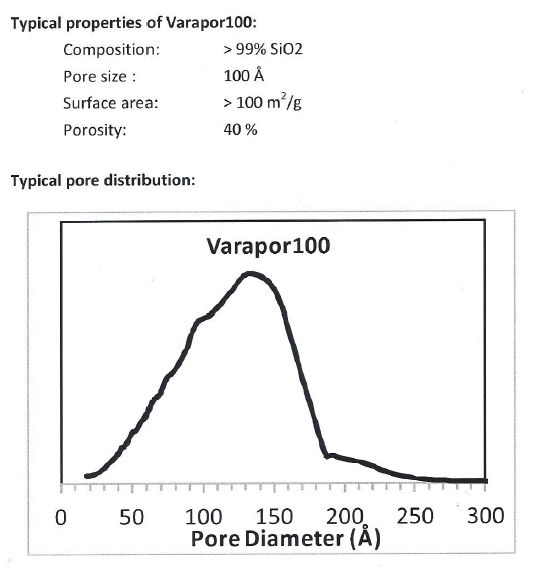 Typical properties of Varapor100:
Composition: > 99% SiO2
Pore size : 100 Å
Surface area: > 100 m²/g
Porosity: 40 %
Typical pore distribution:
Varapor100
0 50 100 150 200 250 300
Pore Diameter (Å)